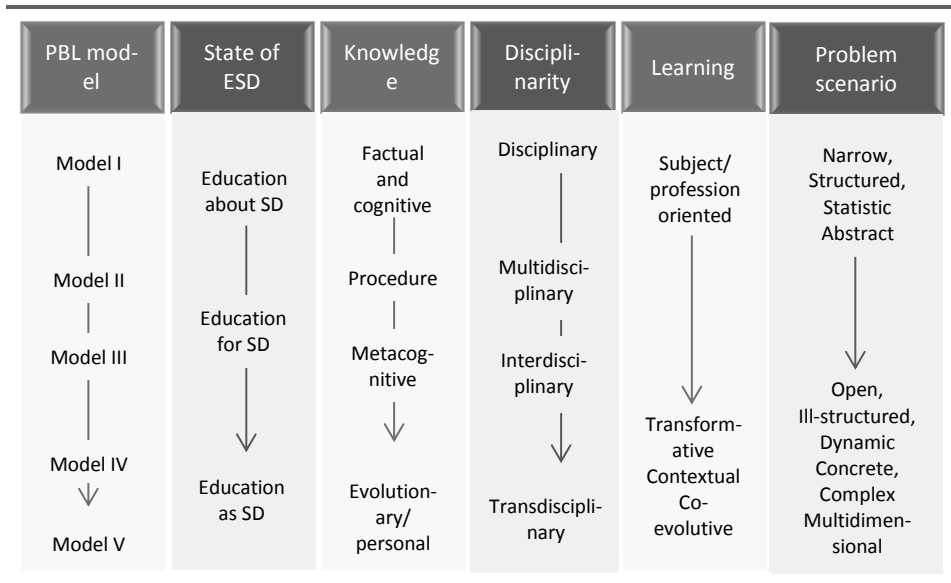 PBL mod-
el
State of
ESD
Knowledg
e
Discipli-
narity
Learning
Problem
scenario
Model I
Model II
Model III
Model IV
Model V
Education
about SD
Education
for SD
Education
as SD
Factual
and
cognitive
Procedure
Metacog-
nitive
Evolution-
ary/
personal
Disciplinary
Multidisci-
plinary
Interdisci-
plinary
Transdiscipli-
nary
Subject/
profession
oriented
Transform-
ative
Contextual
Co-
evolutive
Narrow,
Structured,
Statistic
Abstract
Open,
Ill-structured,
Dynamic
Concrete,
Complex
Multidimen-
sional